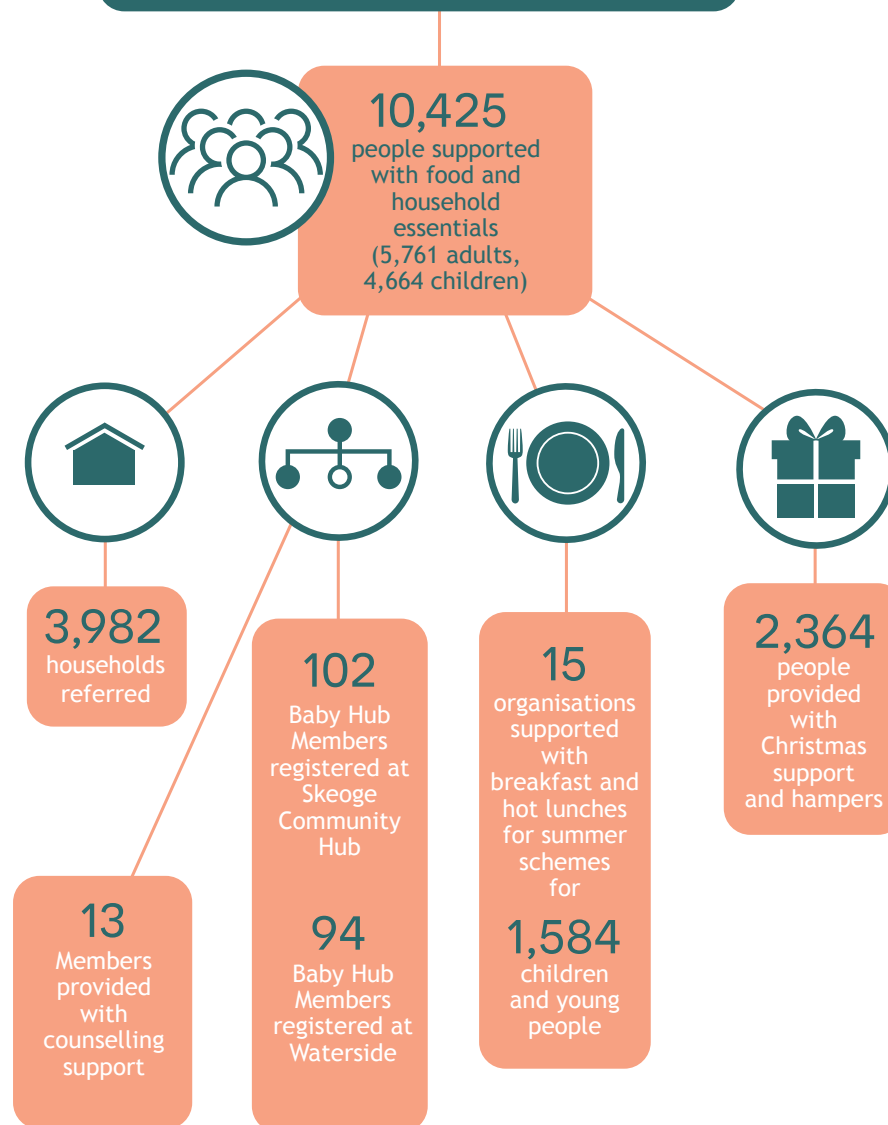 10,425
people supported
with food and
household
essentials
(5,761 adults,
4,664 children)
3,982
households
referred
102
Baby Hub
Members
registered at
Skeoge
Community
Hub
94
Baby Hub
Members
registered at
Waterside
13
Members
provided
with
counselling
support
15
organisations
supported
with
breakfast and
hot lunches
for summer
schemes
for
1,584
children
and young
people
2,364
people
provided
with
Christmas
support
and hampers